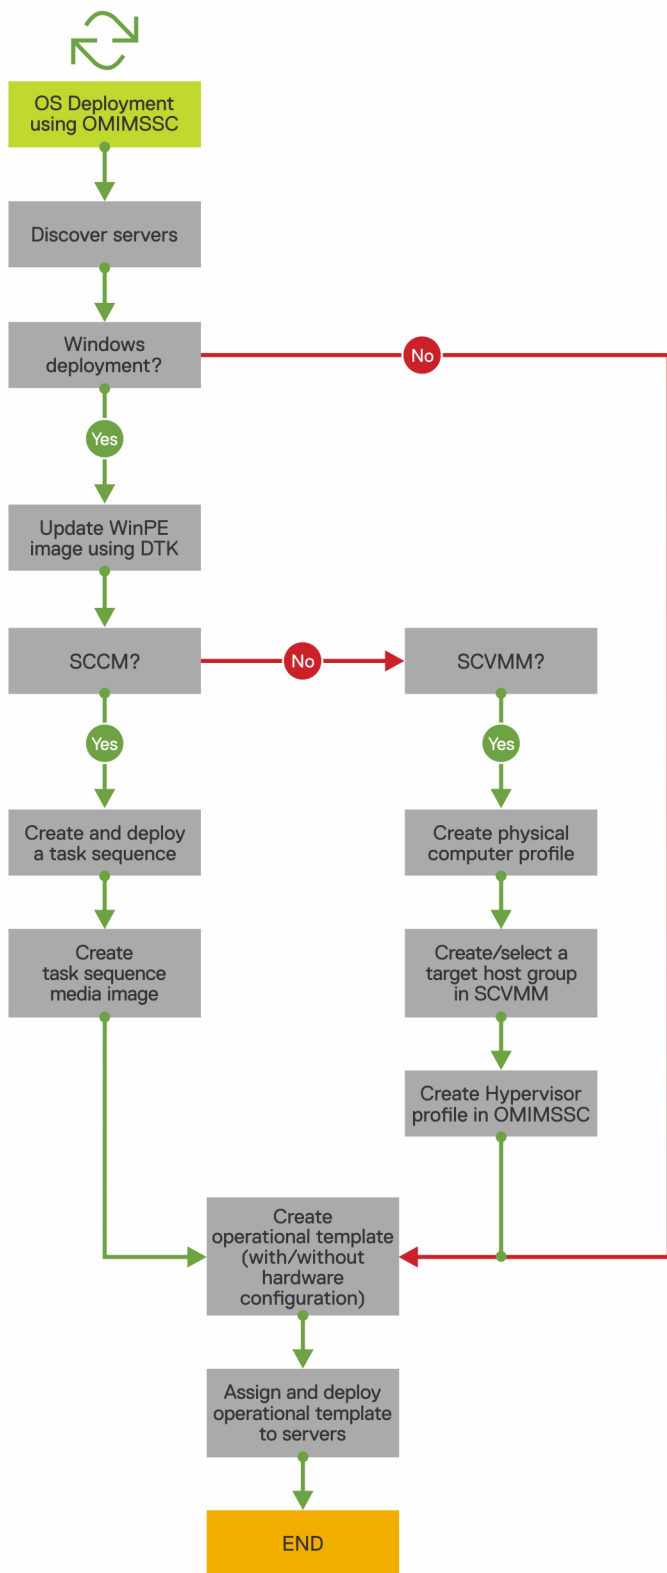 OS Deployment
using OMIMSSC
Discover servers
Windows
deployment?
No
Yes
Update WinPE
image using DTK
SCCM?
No
SCVMM?
Yes
Yes
Create and deploy
a task sequence
Create physical
computer profile
Create
task sequence
media image
Create/select a
target host group
in SCVMM
Create Hypervisor
profile in OMIMSSC
Create
operational template
(with/without
hardware
configuration)
Assign and deploy
operational template
to servers
END